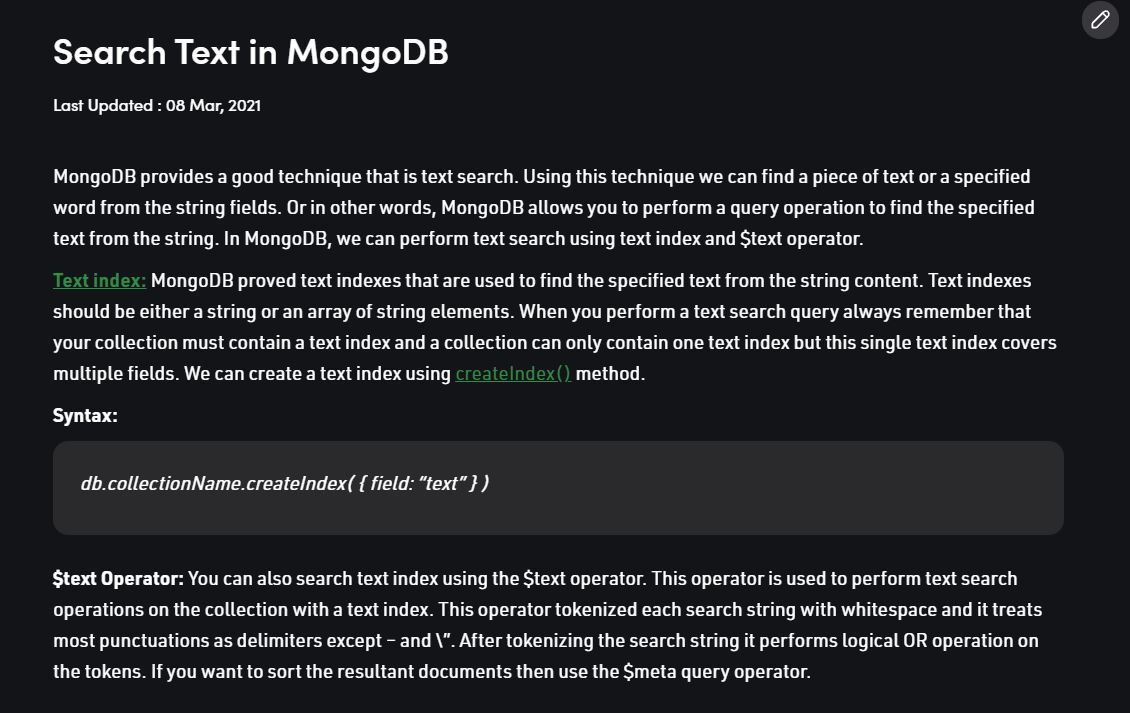 Search Text in MongoDB
Last Updated : 08 Mar, 2021
MongoDB provides a good technique that is text search. Using this technique we can find a piece of text or a specified
word from the string fields. Or in other words, MongoDB allows you to perform a query operation to find the specified
text from the string. In MongoDB, we can perform text search using text index and $text operator.
Text index: MongoDB proved text indexes that are used to find the specified text from the string content. Text indexes
should be either a string or an array of string elements. When you perform a text search query always remember that
your collection must contain a text index and a collection can only contain one text index but this single text index covers
multiple fields. We can create a text index using createIndex() method.
Syntax:
db.collectionName.createIndex( { field: “text” } )
$text Operator: You can also search text index using the $text operator. This operator is used to perform text search
operations on the collection with a text index. This operator tokenized each search string with whitespace and it treats
most punctuations as delimiters except – and \”. After tokenizing the search string it performs logical OR operation on
the tokens. If you want to sort the resultant documents then use the $meta query operator.